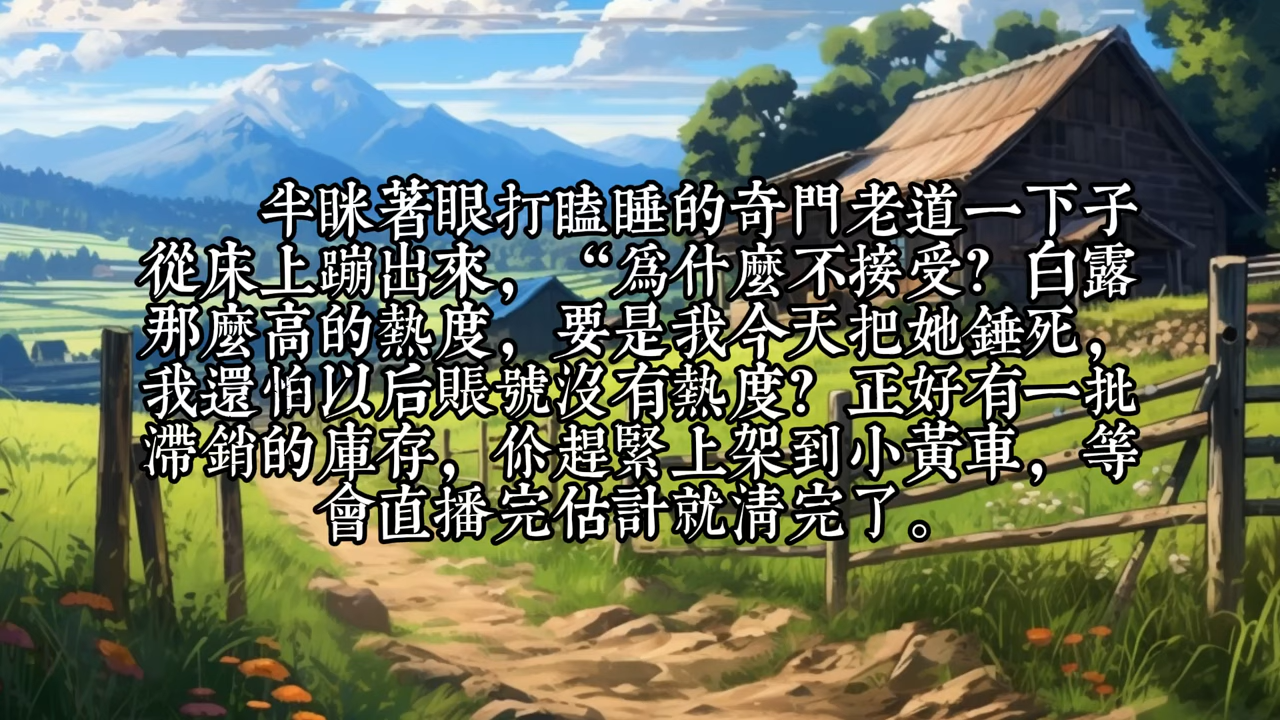 半眯著眼打瞌睡的奇門老道一下子
從床上蹦出來，“爲什麼不接受？白露
那麼高的熱度，要是我今天把她錘死，
我還怕以后賬號沒有熱度？正好有一批
滯銷的庫存，你趕緊上架到小黃車，等
會直播完估計就清完了。